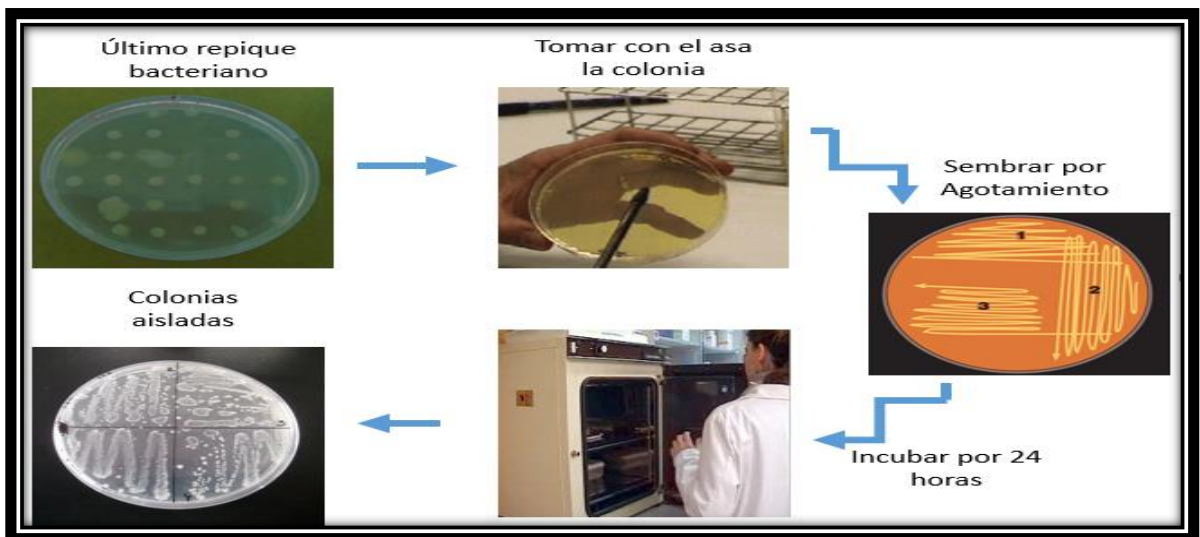 Último repique
bacteriano
Tomar con el asa
la colonia
Sembrar por
Agotamiento
1
2
3
Incubar por 24
horas
Colonias
aisladas